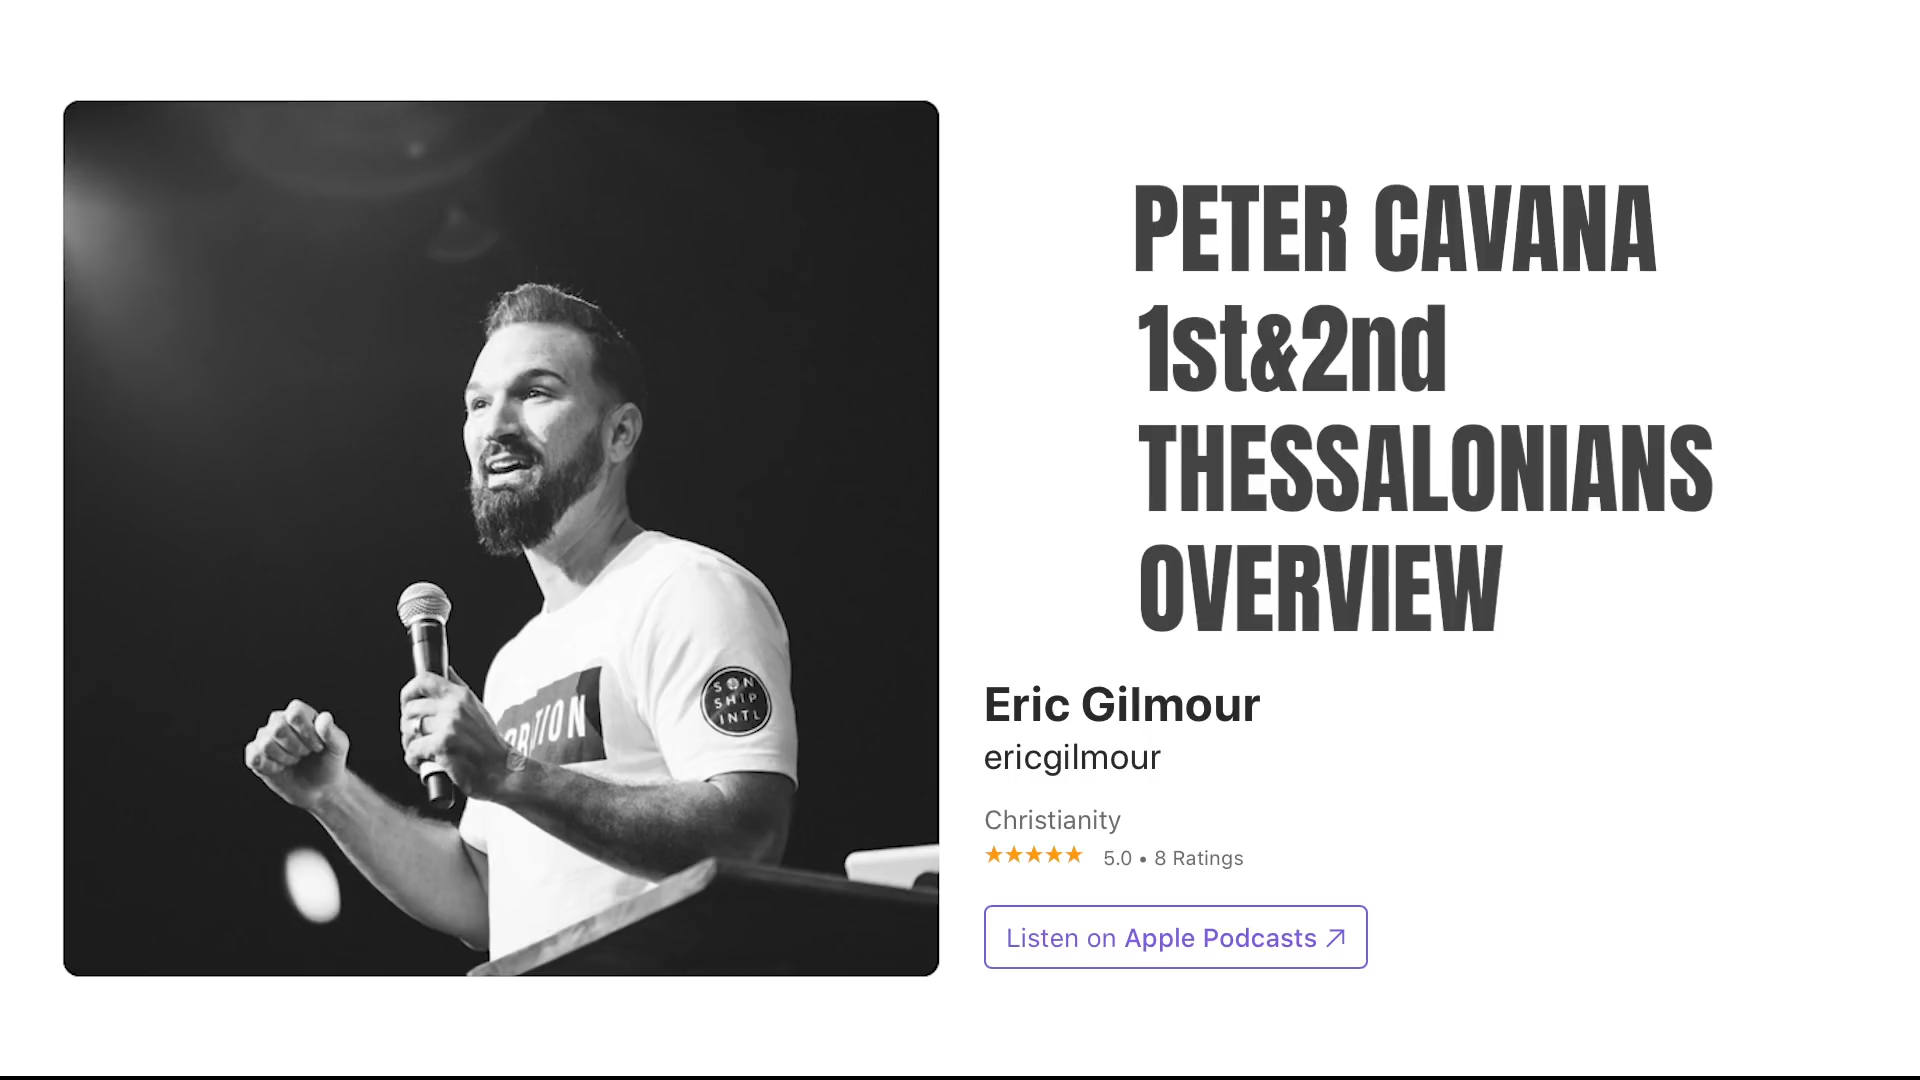 PETER CAVANA
1st&2nd
THESSALONIANS
OVERVIEW
Eric Gilmour
ericgilmour
Christianity
★★★★★ 5.0 • 8 Ratings
Listen on Apple Podcasts ↗
SON
SHIP
INTL